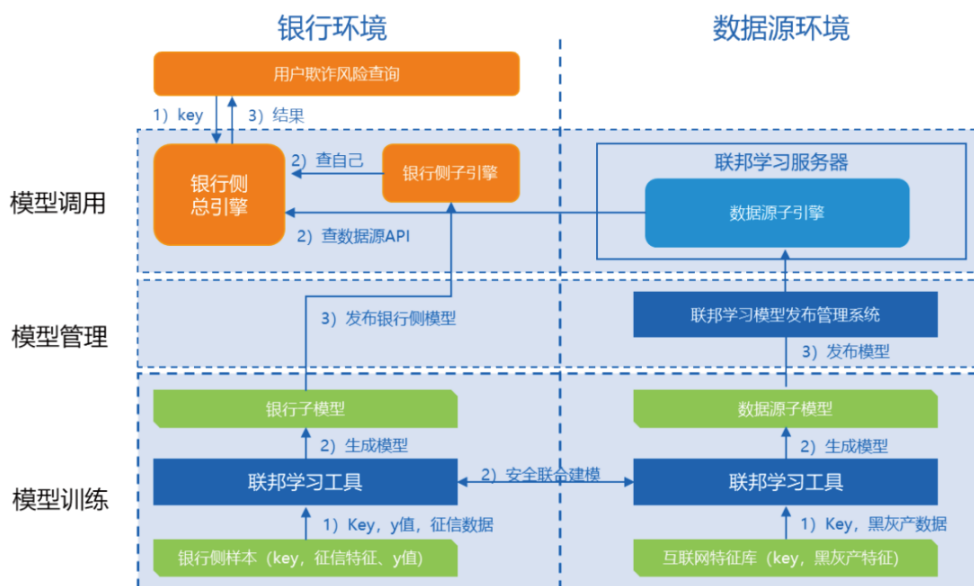 银行环境
数据源环境
用户欺诈风险查询
1）key
3）结果
模型调用
银行侧
总引擎
2）查自己
银行侧子引擎
联邦学习服务器
数据源子引擎
2）查数据源API
模型管理
3）发布银行侧模型
联邦学习模型发布管理系统
3）发布模型
模型训练
银行子模型
数据源子模型
2）生成模型
2）生成模型
联邦学习工具
2）安全联合建模
联邦学习工具
1）Key，y值，征信数据
1）Key，黑灰产数据
银行侧样本（key，征信特征、y值）
互联网特征库（key，黑灰产特征）